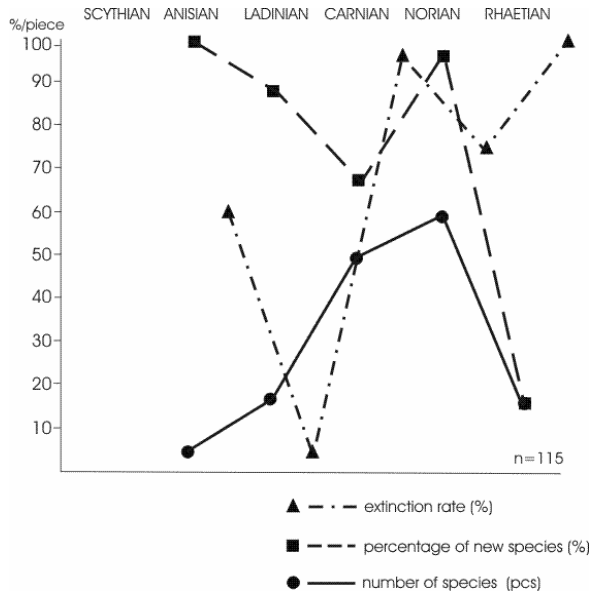 SCYTHIAN ANISIAN LADINIAN CARNIAN NORIAN RHAETIAN
%/piece
100
90
80
70
60
50
40
30
20
10
n=115
extinction rate (%)
percentage of new species (%)
number of species (pcs)